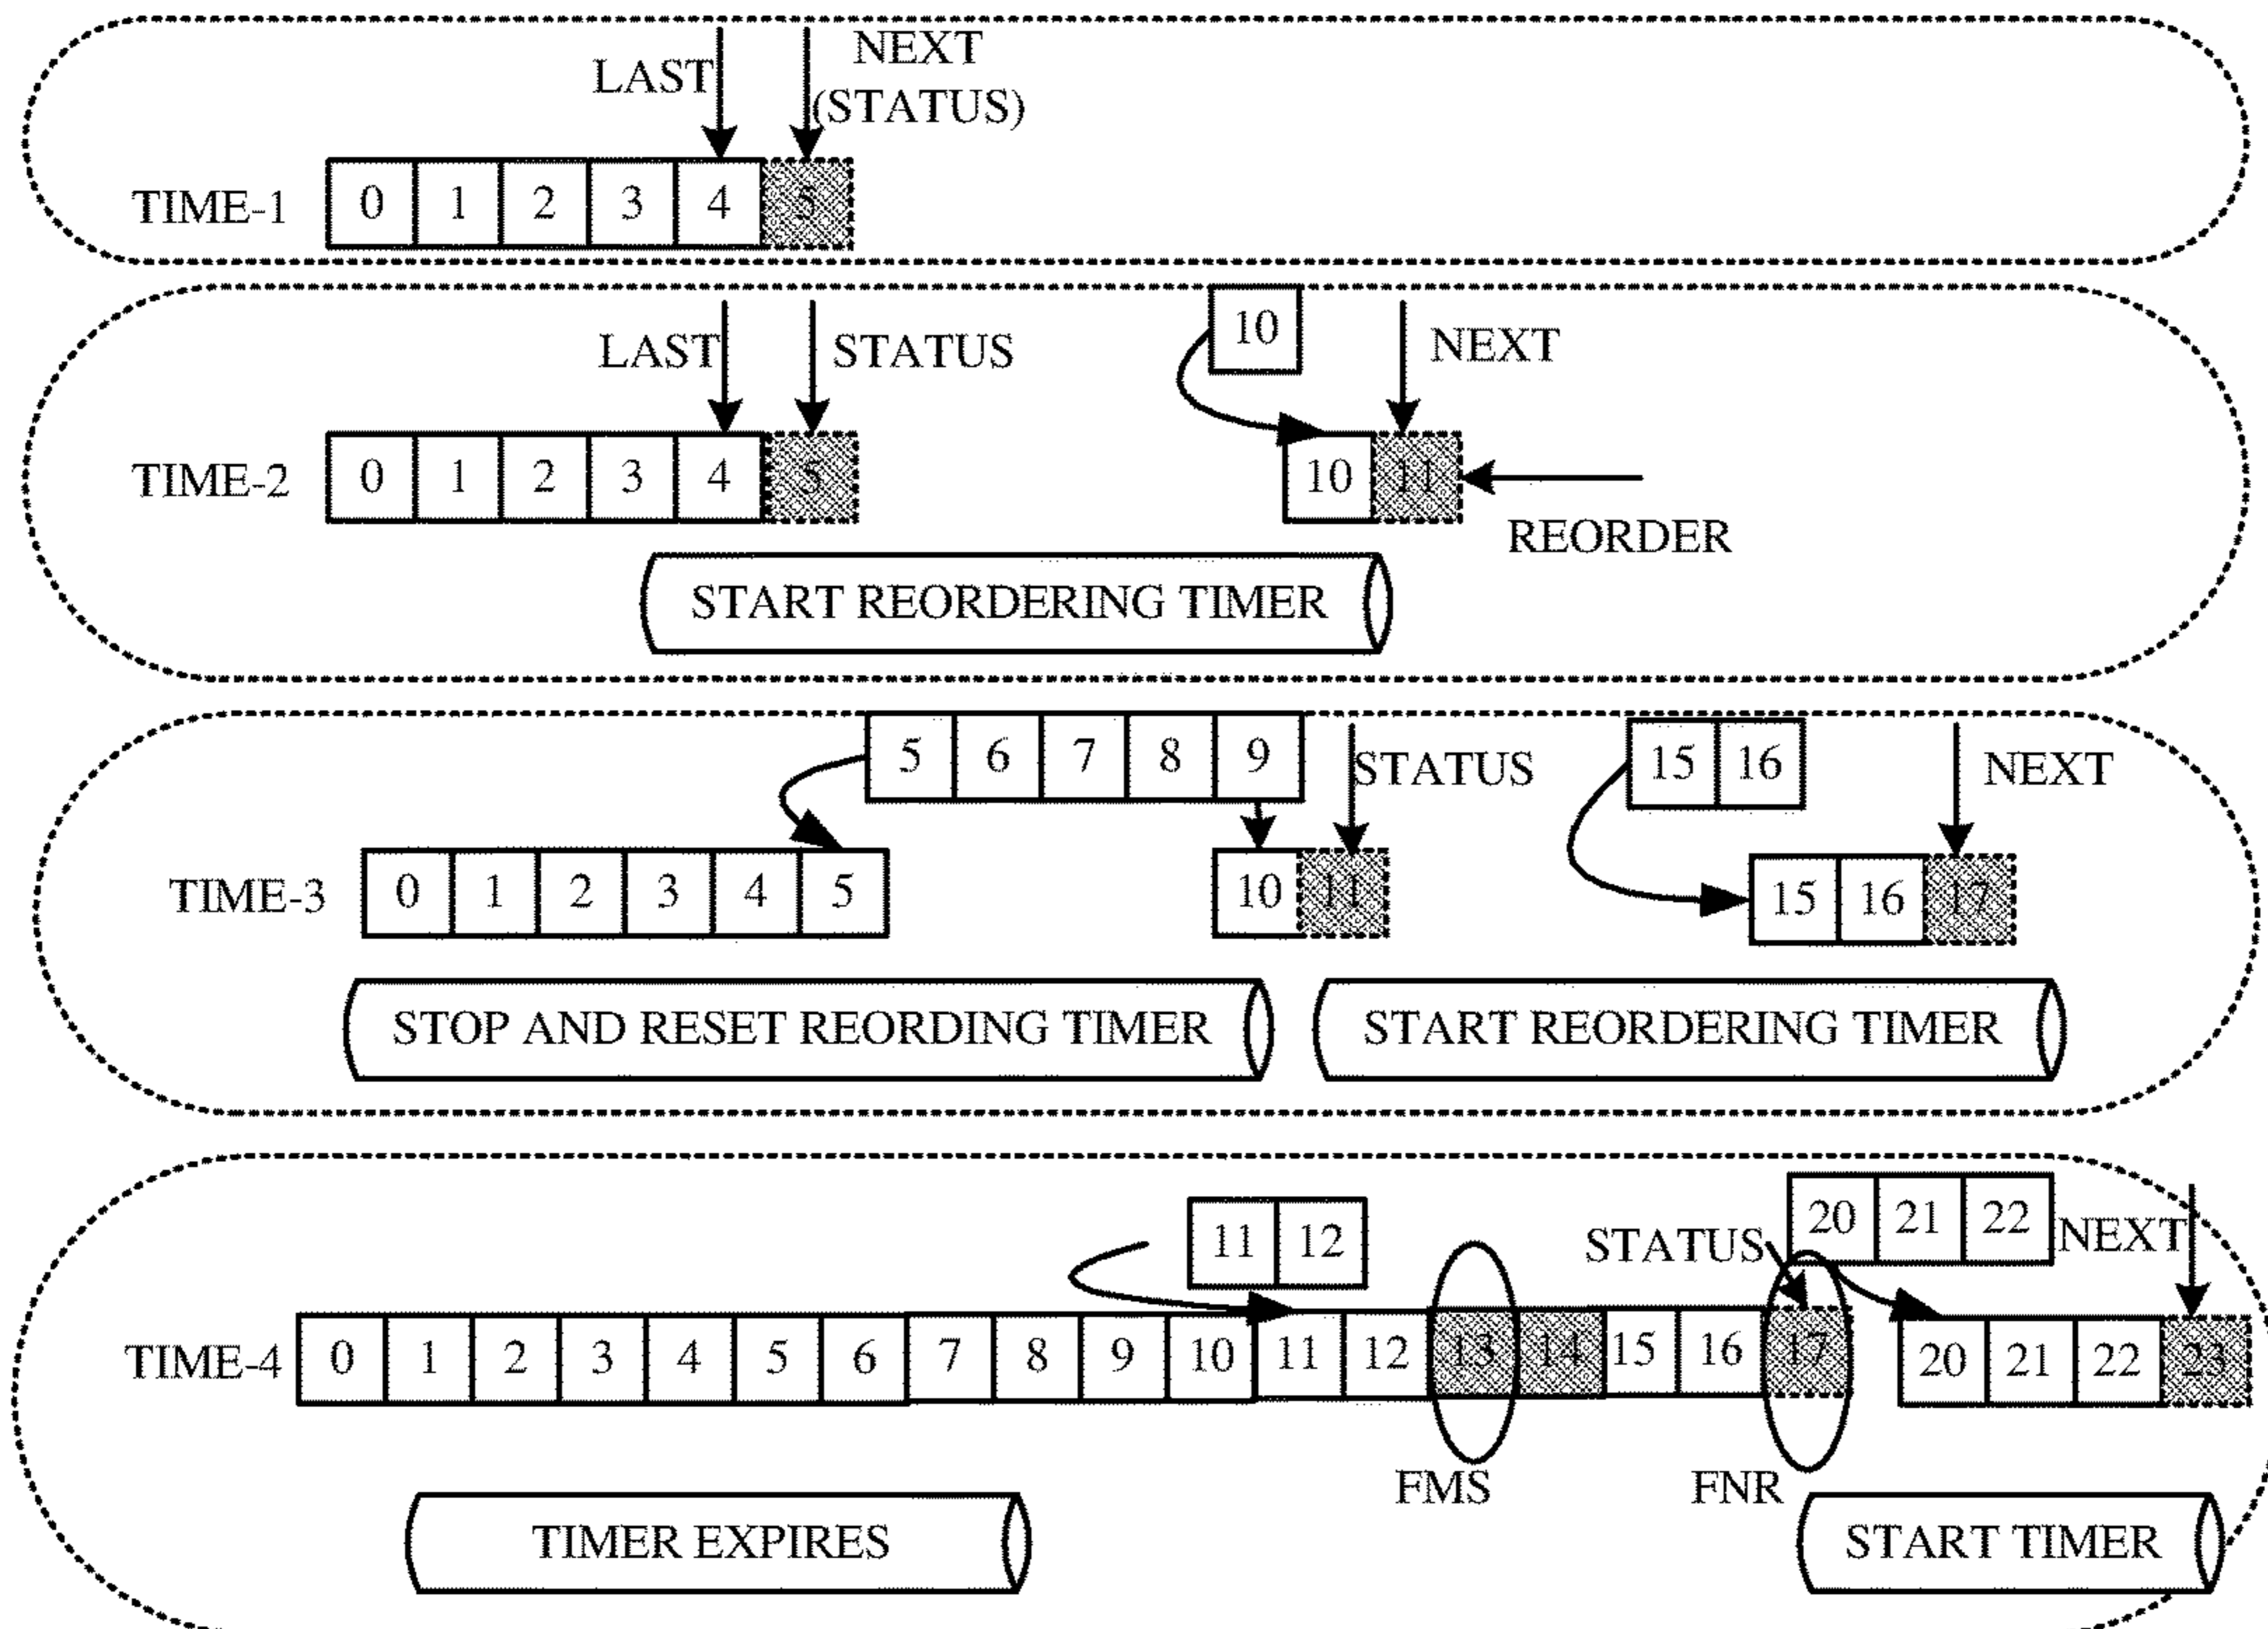 LAST
NEXT
(STATUS)
TIME-1 0 1 2 3 4 5
10
LAST STATUS NEXT
TIME-2 0 1 2 3 4 5 10 11
REORDER
START REORDERING TIMER
5 6 7 8 9 STATUS 15 16 NEXT
TIME-3 0 1 2 3 4 5 10 11 15 16 17
STOP AND RESET REORDING TIMER START REORDERING TIMER
11 12 STATUS 20 21 22 NEXT
TIME-4 0 1 2 3 4 5 6 7 8 9 10 11 12 13 14 15 16 17 20 21 22 23
FMS FNR
TIMER EXPIRES START TIMER